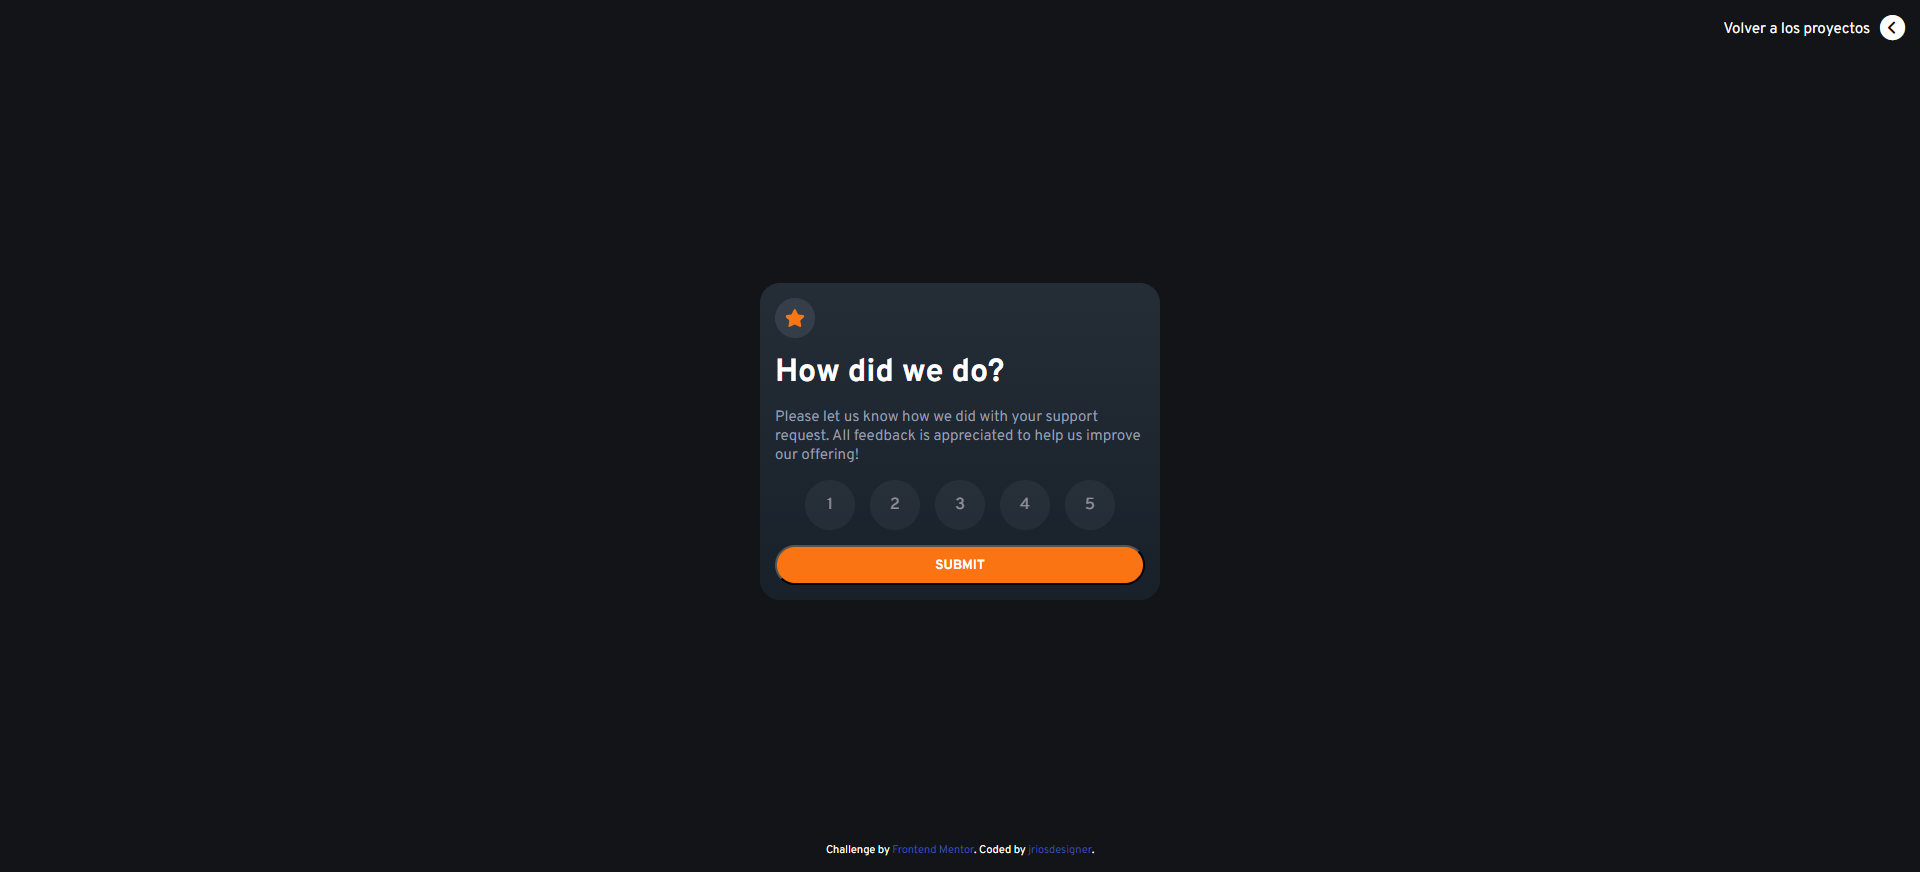 Volver a los proyectos
How did we do?
Please let us know how we did with your support
request. All feedback is appreciated to help us improve
our offering!
1 2 3 4 5
SUBMIT
Challenge by Frontend Mentor. Coded by jriosdesigner.